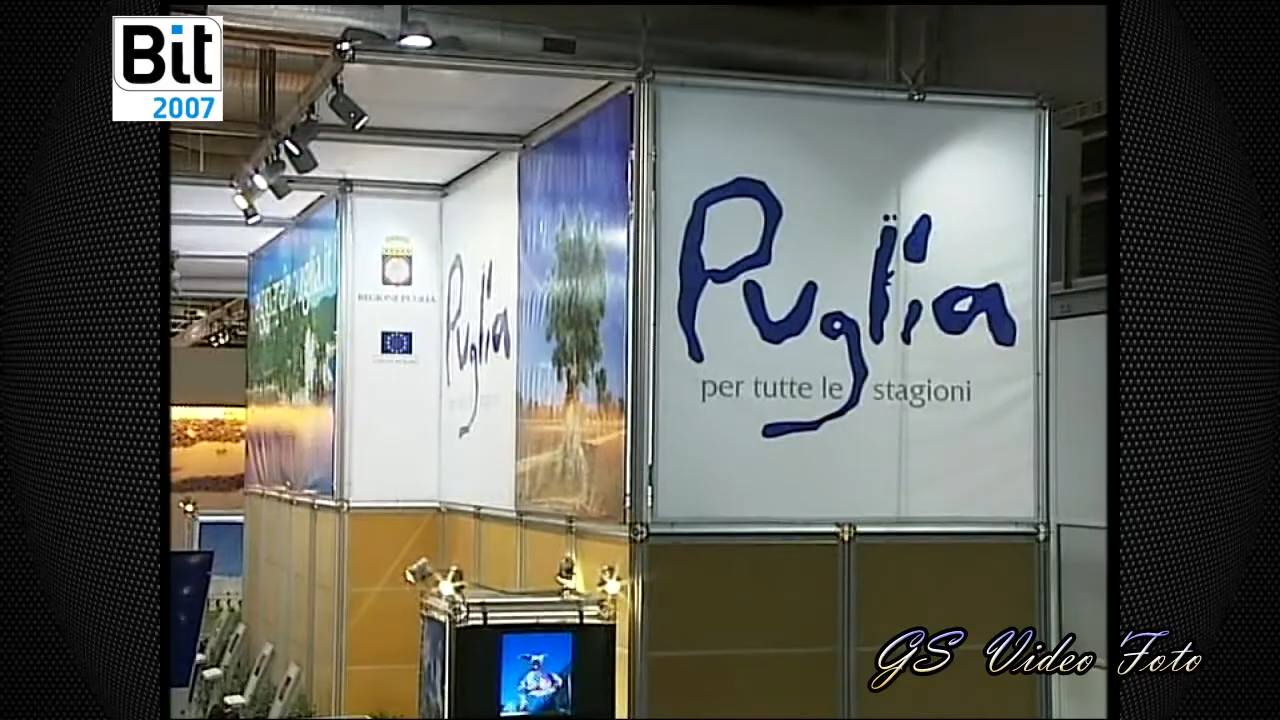 Bit
2007
REGIONE PUGLIA
Puglia
Puglia
per tutte le stagioni
GS Video Foto